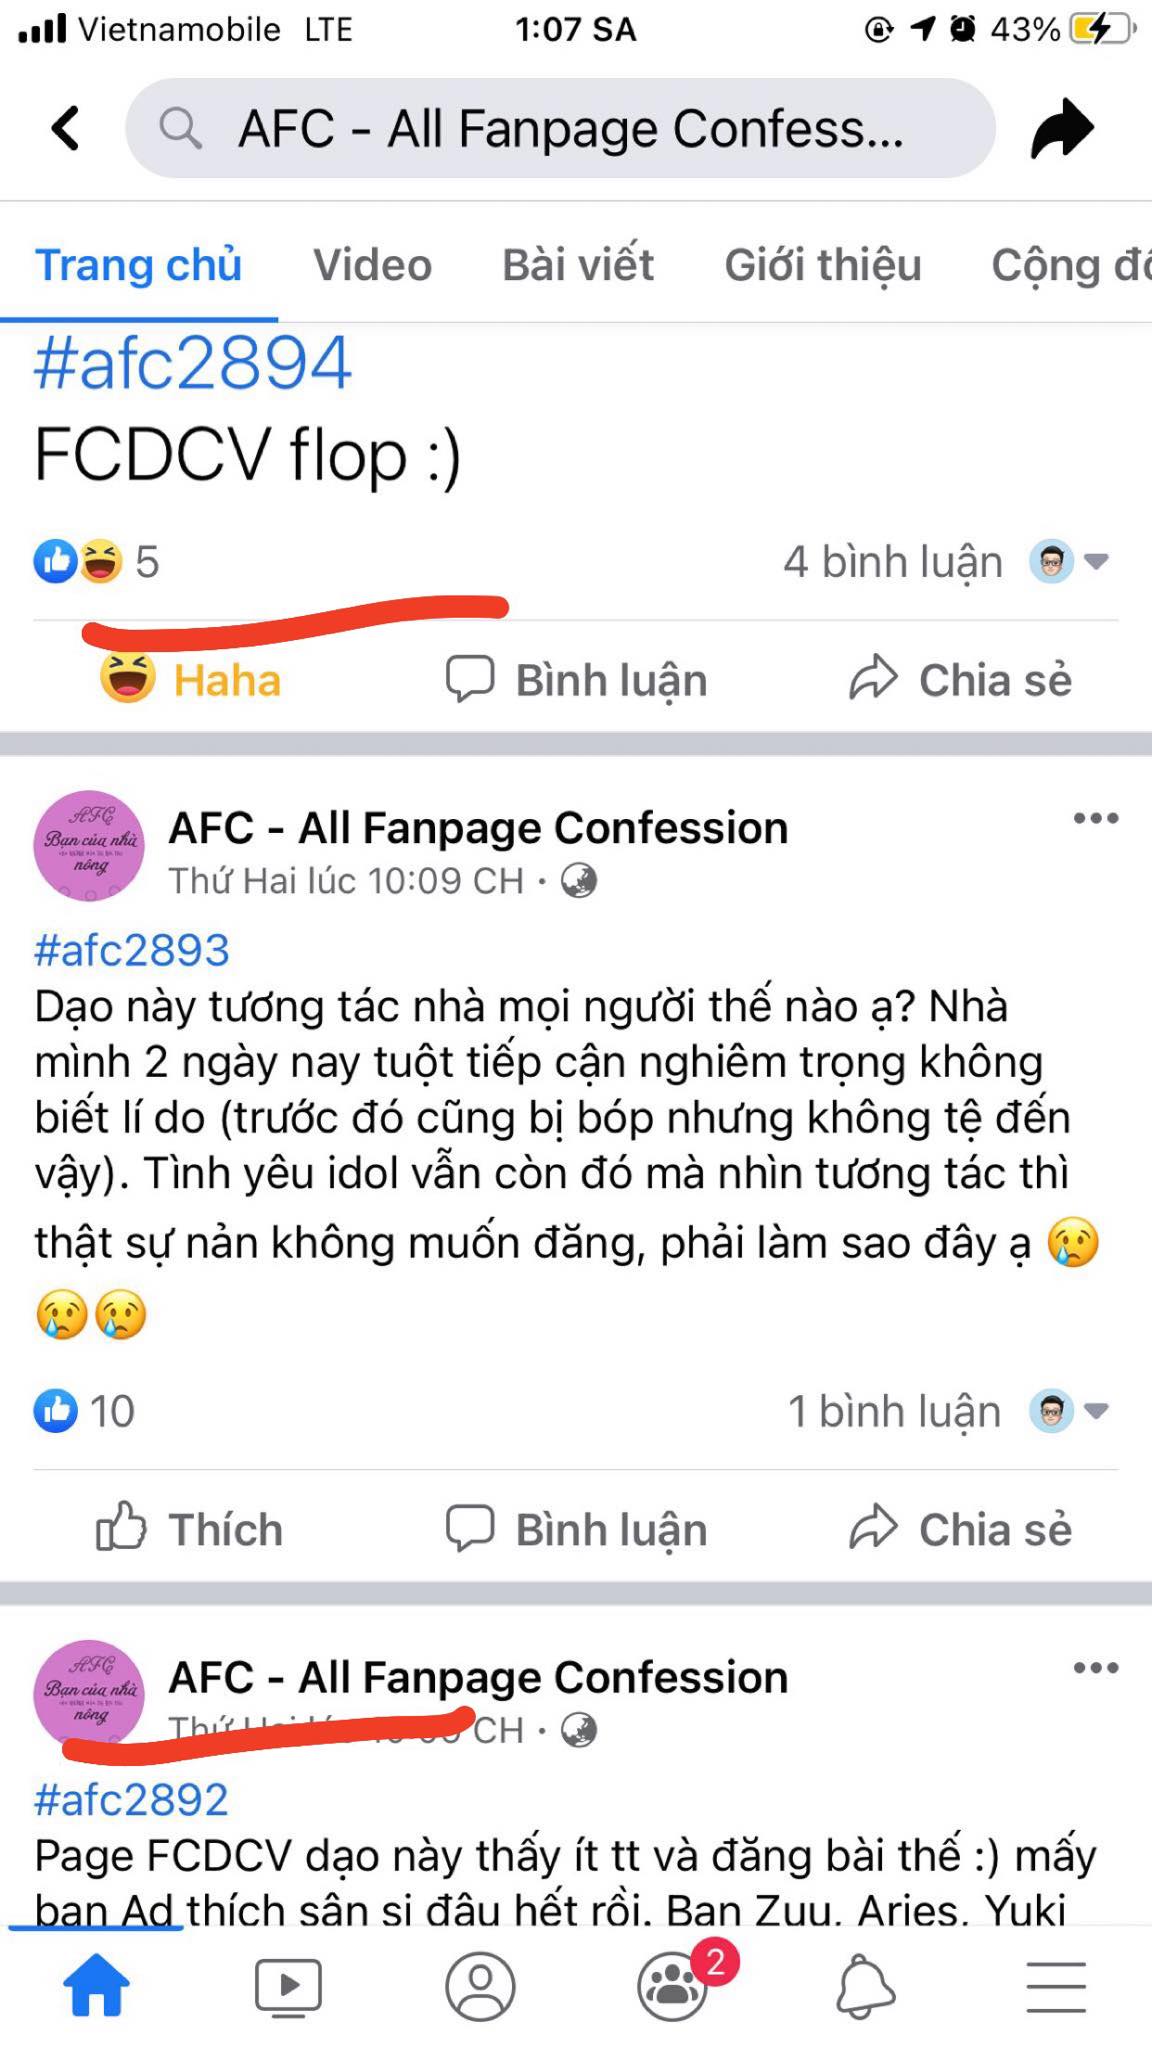 Vietnamobile LTE 1:07 SA 43%
AFC - All Fanpage Confess...
Trang chủ Video Bài viết Giới thiệu Cộng
#afc2894
FCDCV flop :)
5 4 bình luận
Haha Bình luận Chia sẻ
AFC
Bạn của nhà
nông
AFC - All Fanpage Confession
Thứ Hai lúc 10:09 CH
#afc2893
Dạo này tương tác nhà mọi người thế nào ạ? Nhà
mình 2 ngày nay tuột tiếp cận nghiêm trọng không
biết lí do (trước đó cũng bị bóp nhưng không tệ đến
vậy). Tình yêu idol vẫn còn đó mà nhìn tương tác thì
thật sự nản không muốn đăng, phải làm sao đây ạ 😢
😢😢
10 1 bình luận
Thích Bình luận Chia sẻ
AFC
Bạn của nhà
nông
AFC - All Fanpage Confession
Thứ Hai CH
#afc2892
Page FCDCV dạo này thấy ít tt và đăng bài thế :) mấy
bạn Ad thích sân si đâu hết rồi. Bạn Zuu, Aries, Yuki
2